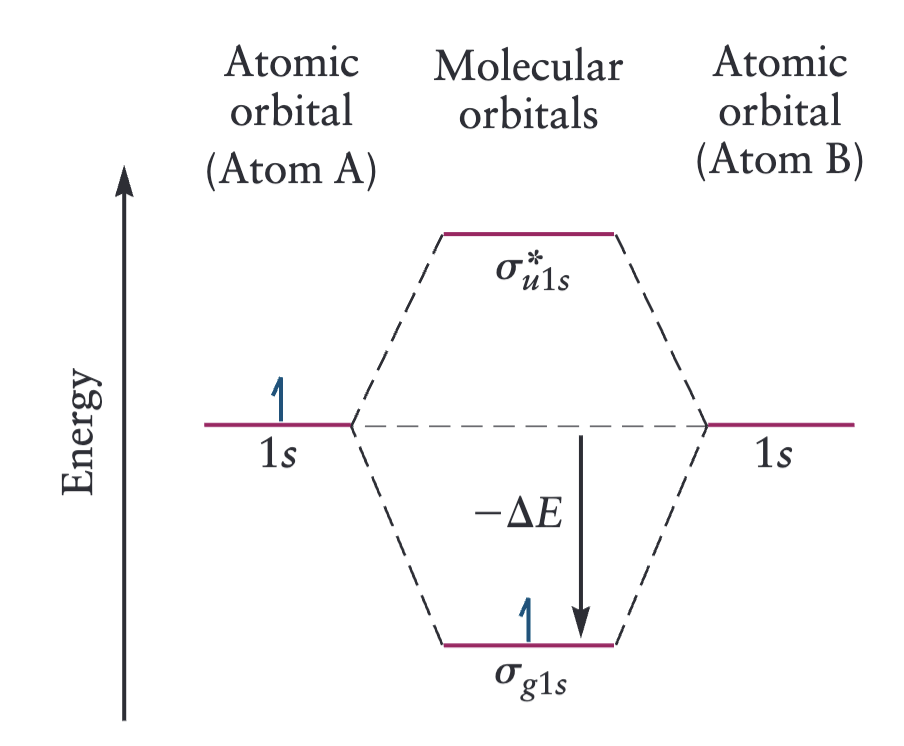 Atomic
orbital
(Atom A)
Molecular
orbitals
Atomic
orbital
(Atom B)
Energy
σ*u1s
1s
1s
−ΔE
σg1s